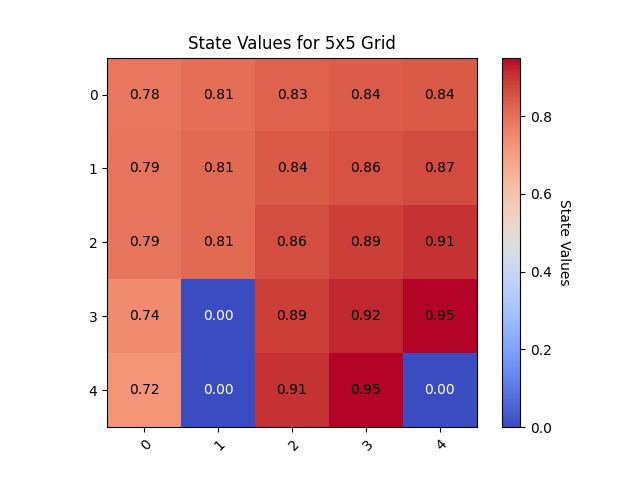 State Values for 5x5 Grid
0 0.78 0.81 0.83 0.84 0.84
1 0.79 0.81 0.84 0.86 0.87
2 0.79 0.81 0.86 0.89 0.91
3 0.74 0.00 0.89 0.92 0.95
4 0.72 0.00 0.91 0.95 0.00
0 1 2 3 4
0.8
0.6
0.4
0.2
0.0
State Values